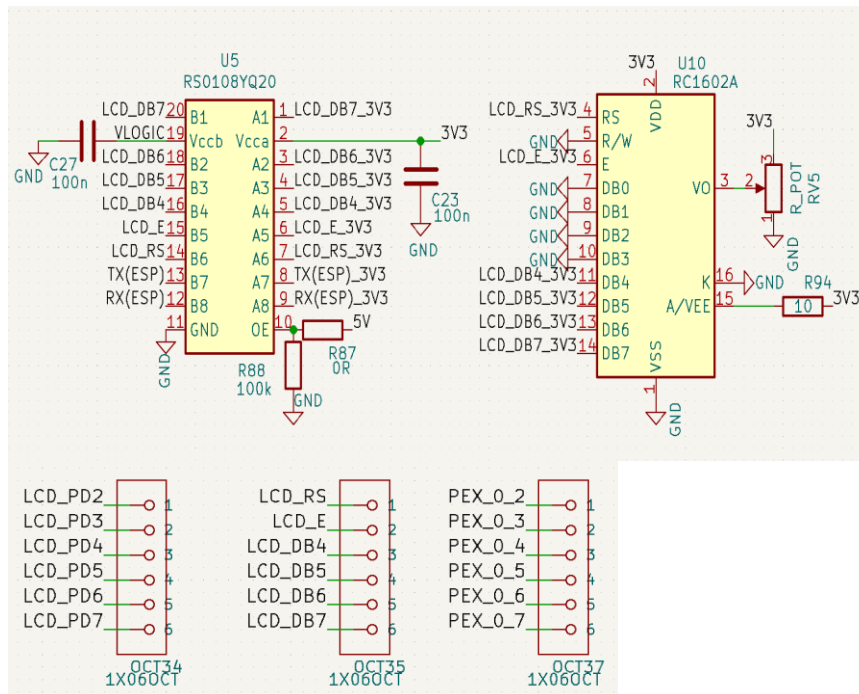 U5
RS0108YQ20
LCD_DB7 20 B1 A1 1 LCD_DB7_3V3
VLOGIC 19 Vccb Vcca 2 3V3
LCD_DB6 18 B2 A2 3 LCD_DB6_3V3
LCD_DB5 17 B3 A3 4 LCD_DB5_3V3
LCD_DB4 16 B4 A4 5 LCD_DB4_3V3
LCD_E 15 B5 A5 6 LCD_E_3V3
LCD_RS 14 B6 A6 7 LCD_RS_3V3
TX(ESP) 13 B7 A7 8 TX(ESP)_3V3
RX(ESP) 12 B8 A8 9 RX(ESP)_3V3
11 GND OE 10 5V
GND
C27
100n
GND
C23
100n
GND
R87
0R
R88
100k
GND
3V3
U10
RC1602A
2
VDD
LCD_RS_3V3 4 RS
GND 5 R/W
LCD_E_3V3 6 E
GND 7 DB0
GND 8 DB1
GND 9 DB2
GND 10 DB3
LCD_DB4_3V3 11 DB4
LCD_DB5_3V3 12 DB5
LCD_DB6_3V3 13 DB6
LCD_DB7_3V3 14 DB7
VO 3
K 16 GND
A/VEE 15
VSS
1
GND
3V3
3
2
1
R_POT
RV5
GND
R94
10
3V3
LCD_PD2 1
LCD_PD3 2
LCD_PD4 3
LCD_PD5 4
LCD_PD6 5
LCD_PD7 6
OCT34
1X06OCT
LCD_RS 1
LCD_E 2
LCD_DB4 3
LCD_DB5 4
LCD_DB6 5
LCD_DB7 6
OCT35
1X06OCT
PEX_0_2 1
PEX_0_3 2
PEX_0_4 3
PEX_0_5 4
PEX_0_6 5
PEX_0_7 6
OCT37
1X06OCT